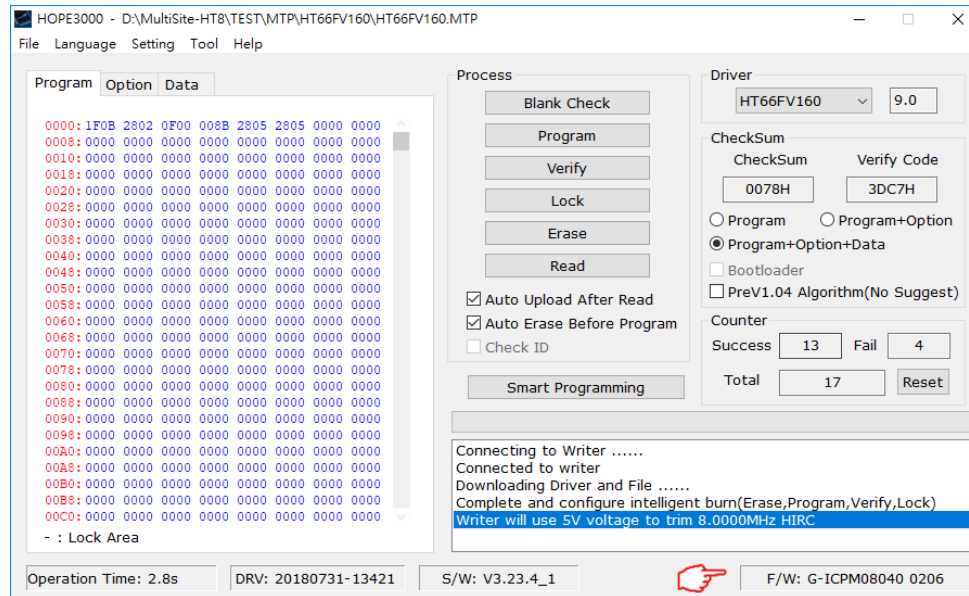 HOPE3000 - D:\MultiSite-HT8\TEST\MTP\HT66FV160\HT66FV160.MTP
File Language Setting Tool Help
Program Option Data
0000: 1F0B 2802 0F00 008B 2805 2805 0000 0000
0008: 0000 0000 0000 0000 0000 0000 0000 0000
0010: 0000 0000 0000 0000 0000 0000 0000 0000
0018: 0000 0000 0000 0000 0000 0000 0000 0000
0020: 0000 0000 0000 0000 0000 0000 0000 0000
0028: 0000 0000 0000 0000 0000 0000 0000 0000
0030: 0000 0000 0000 0000 0000 0000 0000 0000
0038: 0000 0000 0000 0000 0000 0000 0000 0000
0040: 0000 0000 0000 0000 0000 0000 0000 0000
0048: 0000 0000 0000 0000 0000 0000 0000 0000
0050: 0000 0000 0000 0000 0000 0000 0000 0000
0058: 0000 0000 0000 0000 0000 0000 0000 0000
0060: 0000 0000 0000 0000 0000 0000 0000 0000
0068: 0000 0000 0000 0000 0000 0000 0000 0000
0070: 0000 0000 0000 0000 0000 0000 0000 0000
0078: 0000 0000 0000 0000 0000 0000 0000 0000
0080: 0000 0000 0000 0000 0000 0000 0000 0000
0088: 0000 0000 0000 0000 0000 0000 0000 0000
0090: 0000 0000 0000 0000 0000 0000 0000 0000
0098: 0000 0000 0000 0000 0000 0000 0000 0000
00A0: 0000 0000 0000 0000 0000 0000 0000 0000
00A8: 0000 0000 0000 0000 0000 0000 0000 0000
00B0: 0000 0000 0000 0000 0000 0000 0000 0000
00B8: 0000 0000 0000 0000 0000 0000 0000 0000
00C0: 0000 0000 0000 0000 0000 0000 0000 0000
- : Lock Area
Process
Blank Check
Program
Verify
Lock
Erase
Read
Auto Upload After Read
Auto Erase Before Program
Check ID
Smart Programming
Driver
HT66FV160 9.0
CheckSum
CheckSum Verify Code
0078H 3DC7H
Program Program+Option
Program+Option+Data
Bootloader
PreV1.04 Algorithm(No Suggest)
Counter
Success 13 Fail 4
Total 17 Reset
Connecting to Writer ......
Connected to writer
Downloading Driver and File ......
Complete and configure intelligent burn(Erase,Program,Verify,Lock)
Writer will use 5V voltage to trim 8.0000MHz HIRC
Operation Time: 2.8s DRV: 20180731-13421 S/W: V3.23.4_1 F/W: G-ICPM08040 0206